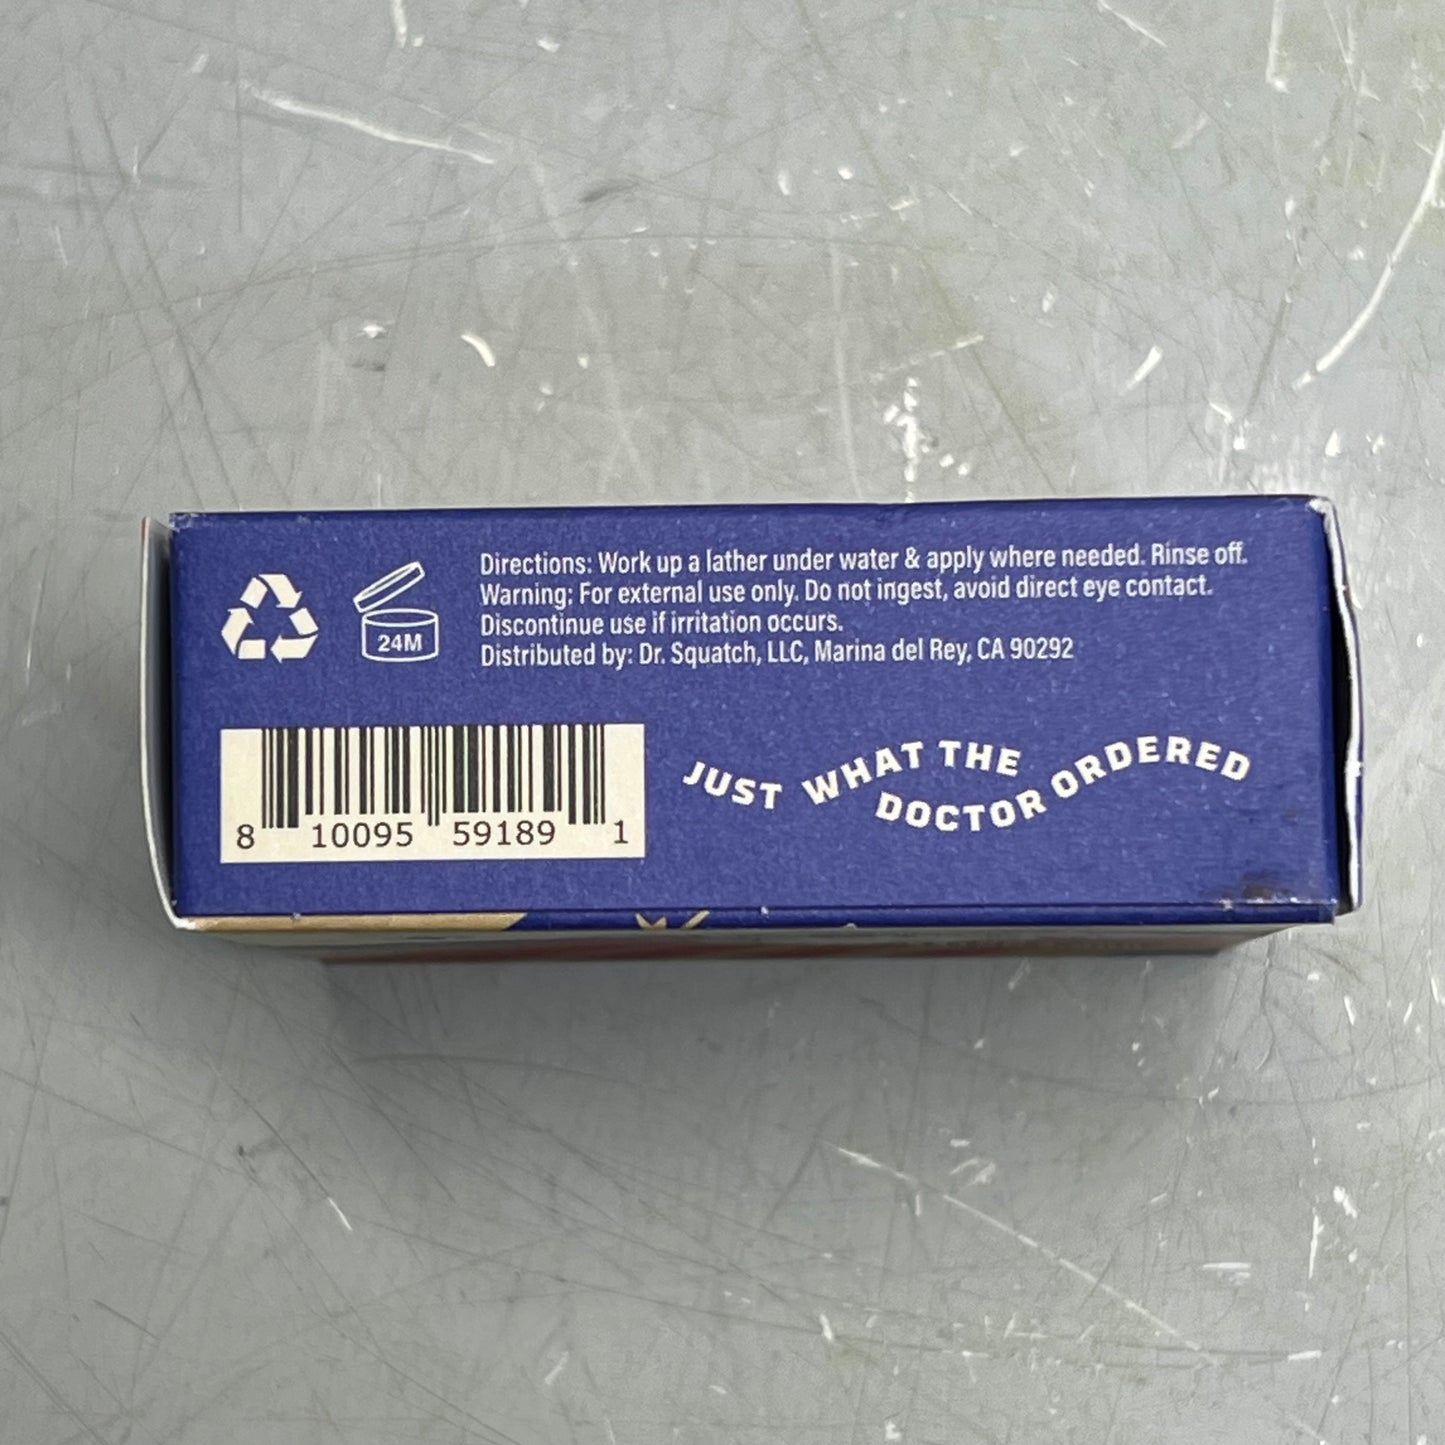 Directions: Work up a lather under water & apply where needed. Rinse off.
Warning: For external use only. Do not ingest, avoid direct eye contact.
Discontinue use if irritation occurs.
Distributed by: Dr. Squatch, LLC, Marina del Rey, CA 90292
24M
8 10095 59189 1
JUST WHAT THE
DOCTOR ORDERED